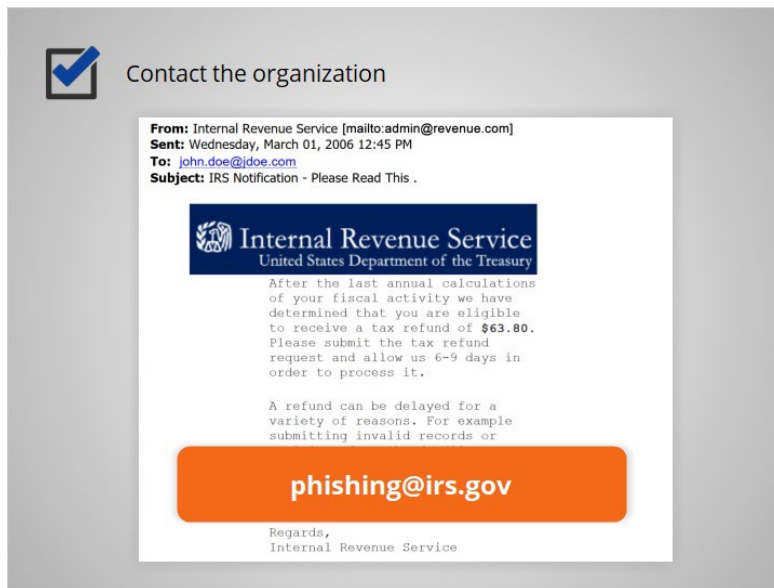 Contact the organization
From: Internal Revenue Service [mailto:admin@revenue.com]
Sent: Wednesday, March 01, 2006 12:45 PM
To: john.doe@jdoe.com
Subject: IRS Notification - Please Read This .
Internal Revenue Service
United States Department of the Treasury
After the last annual calculations
of your fiscal activity we have
determined that you are eligible
to receive a tax refund of $63.80.
Please submit the tax refund
request and allow us 6-9 days in
order to process it.
A refund can be delayed for a
variety of reasons. For example
submitting invalid records or
phishing@irs.gov
Regards,
Internal Revenue Service